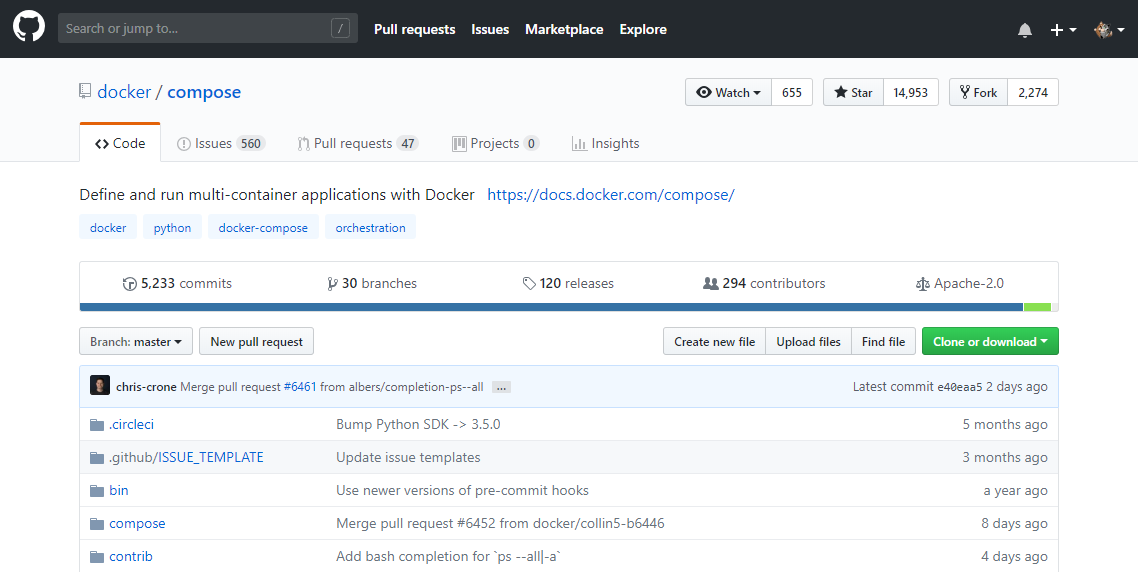 Search or jump to... / Pull requests Issues Marketplace Explore
docker / compose Watch 655 Star 14,953 Fork 2,274
Code Issues 560 Pull requests 47 Projects 0 Insights
Define and run multi-container applications with Docker https://docs.docker.com/compose/
docker python docker-compose orchestration
5,233 commits 30 branches 120 releases 294 contributors Apache-2.0
Branch: master New pull request Create new file Upload files Find file Clone or download
chris-crone Merge pull request #6461 from albers/completion-ps--all ... Latest commit e40eaa5 2 days ago
.circleci Bump Python SDK -> 3.5.0 5 months ago
.github/ISSUE_TEMPLATE Update issue templates 3 months ago
bin Use newer versions of pre-commit hooks a year ago
compose Merge pull request #6452 from docker/collin5-b6446 8 days ago
contrib Add bash completion for `ps --all|-a` 4 days ago